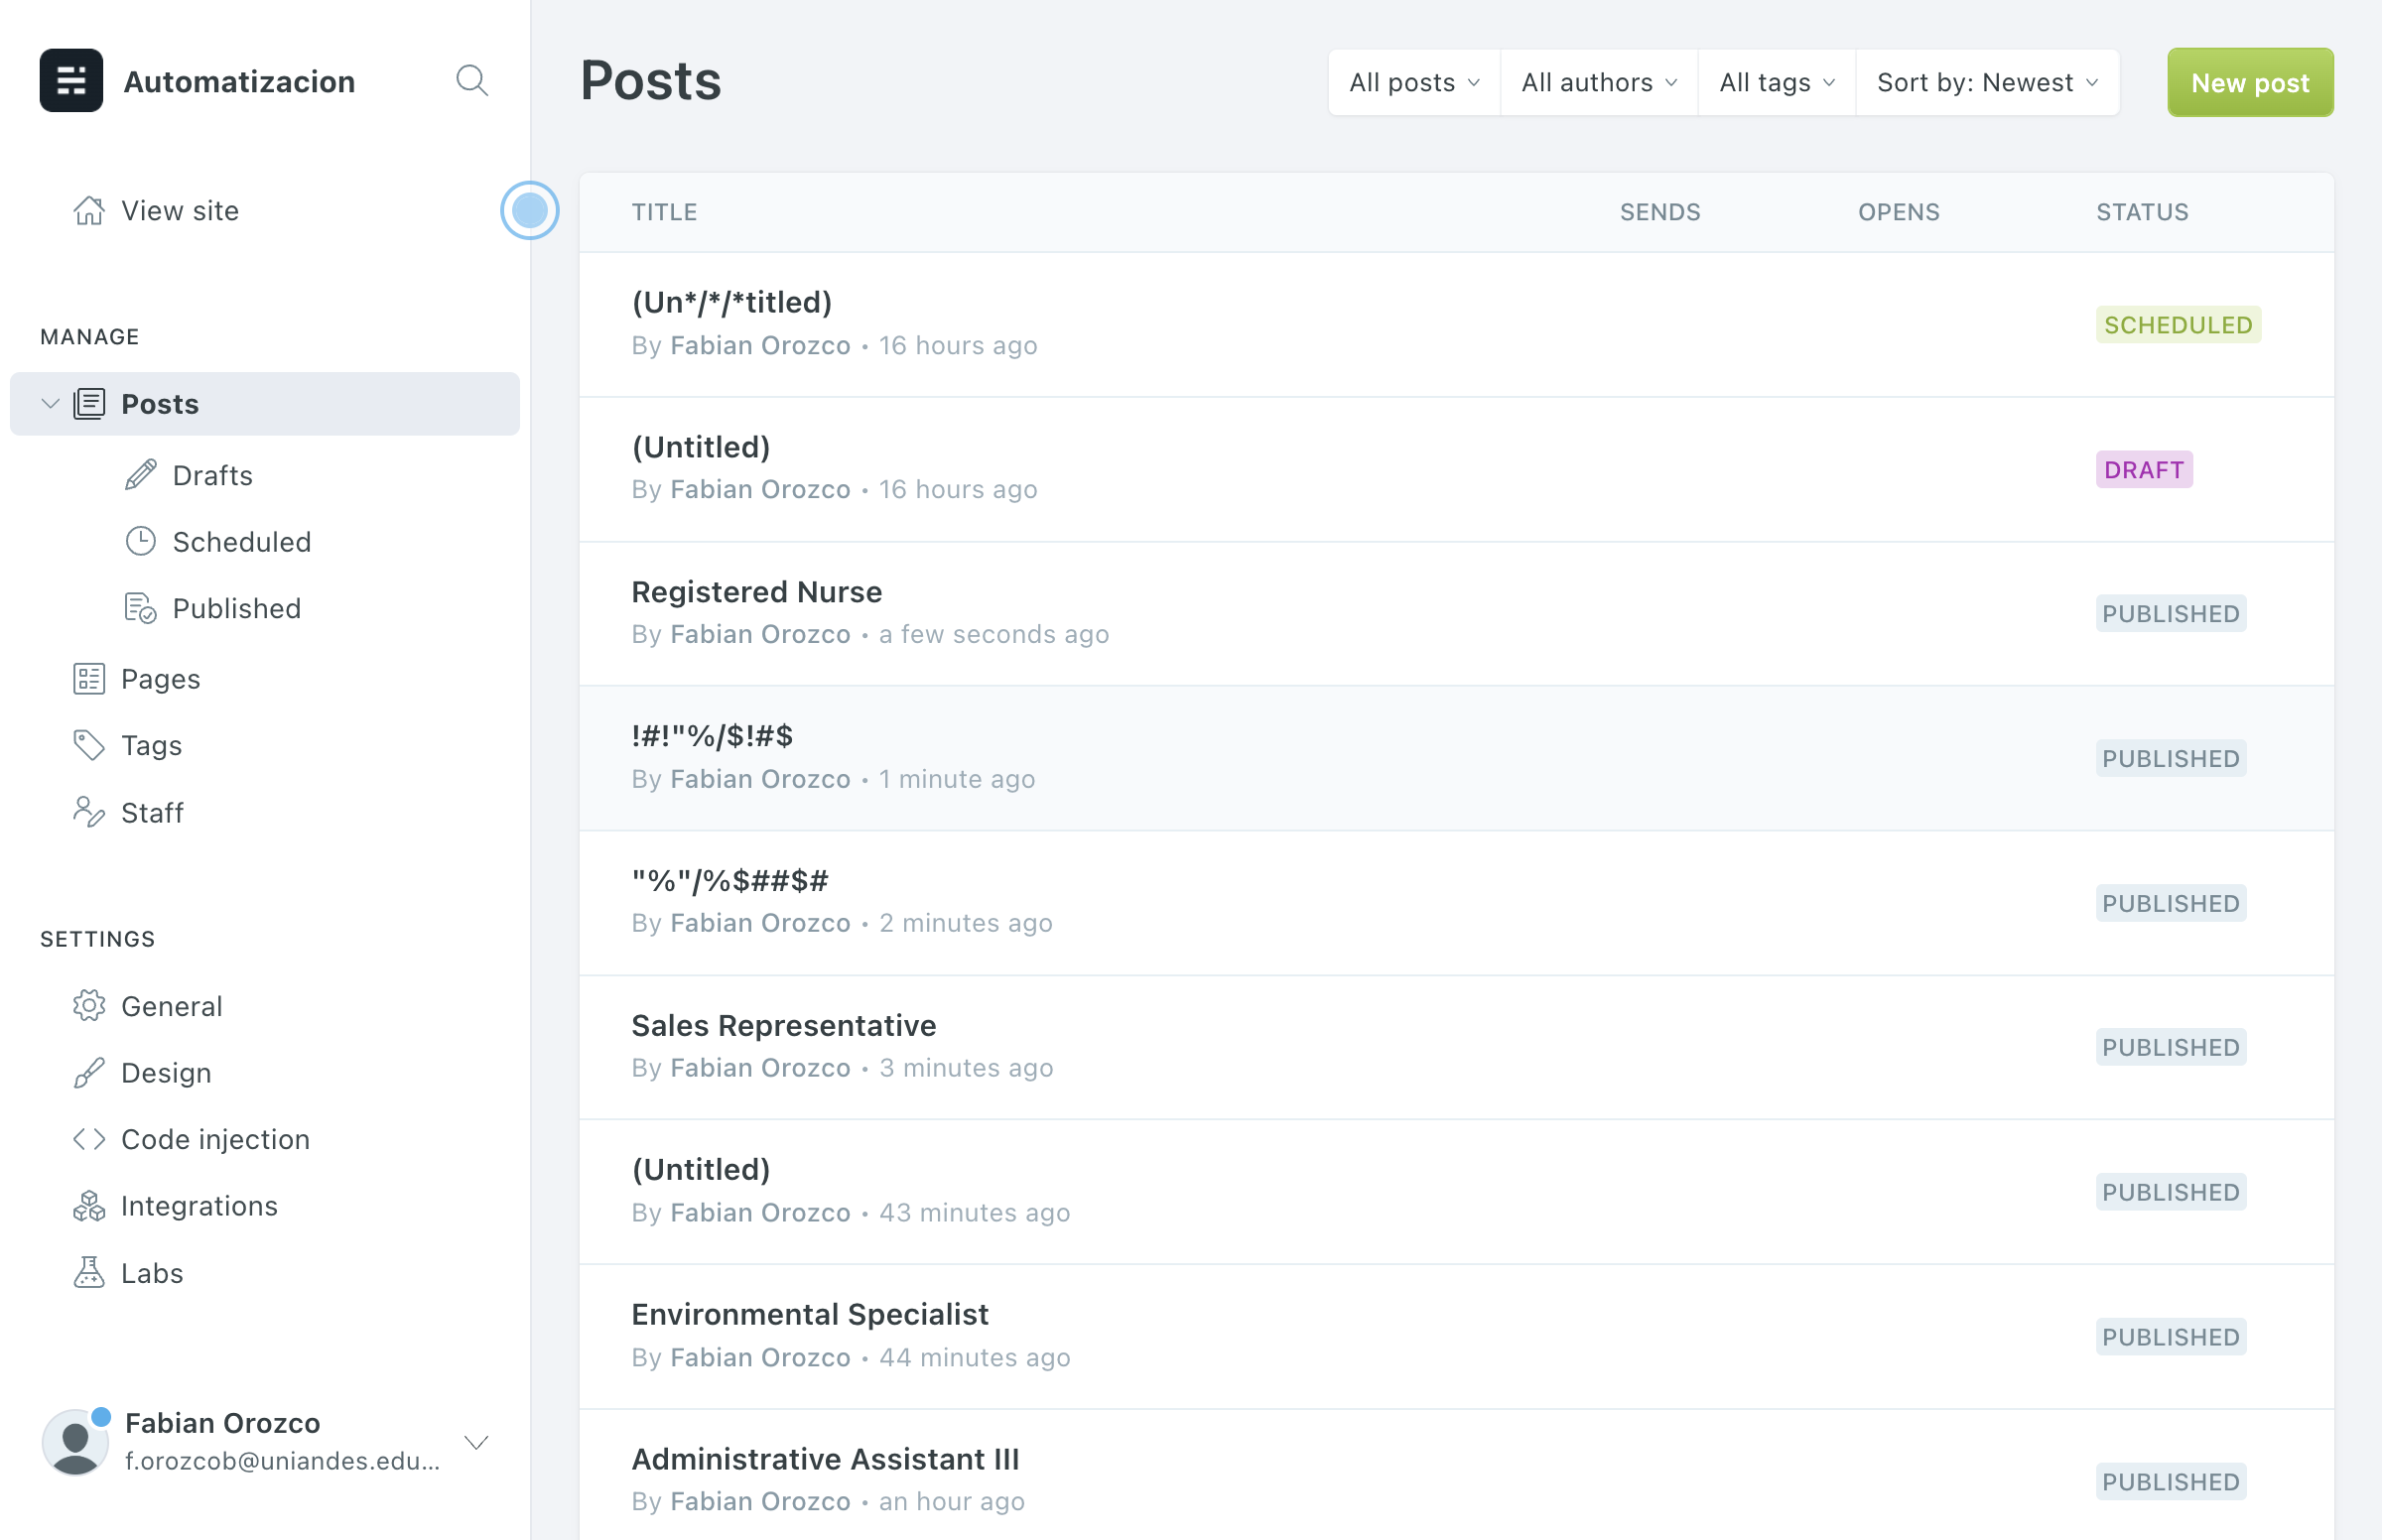 Automatizacion
View site
MANAGE
Posts
Drafts
Scheduled
Published
Pages
Tags
Staff
SETTINGS
General
Design
Code injection
Integrations
Labs
Fabian Orozco
f.orozcob@uniandes.edu...
Posts
All posts
All authors
All tags
Sort by: Newest
New post
TITLE SENDS OPENS STATUS
(Un*/*/*titled)
By Fabian Orozco • 16 hours ago
SCHEDULED
(Untitled)
By Fabian Orozco • 16 hours ago
DRAFT
Registered Nurse
By Fabian Orozco • a few seconds ago
PUBLISHED
!#!"%/$!#$
By Fabian Orozco • 1 minute ago
PUBLISHED
"%"/%$##$#
By Fabian Orozco • 2 minutes ago
PUBLISHED
Sales Representative
By Fabian Orozco • 3 minutes ago
PUBLISHED
(Untitled)
By Fabian Orozco • 43 minutes ago
PUBLISHED
Environmental Specialist
By Fabian Orozco • 44 minutes ago
PUBLISHED
Administrative Assistant III
By Fabian Orozco • an hour ago
PUBLISHED